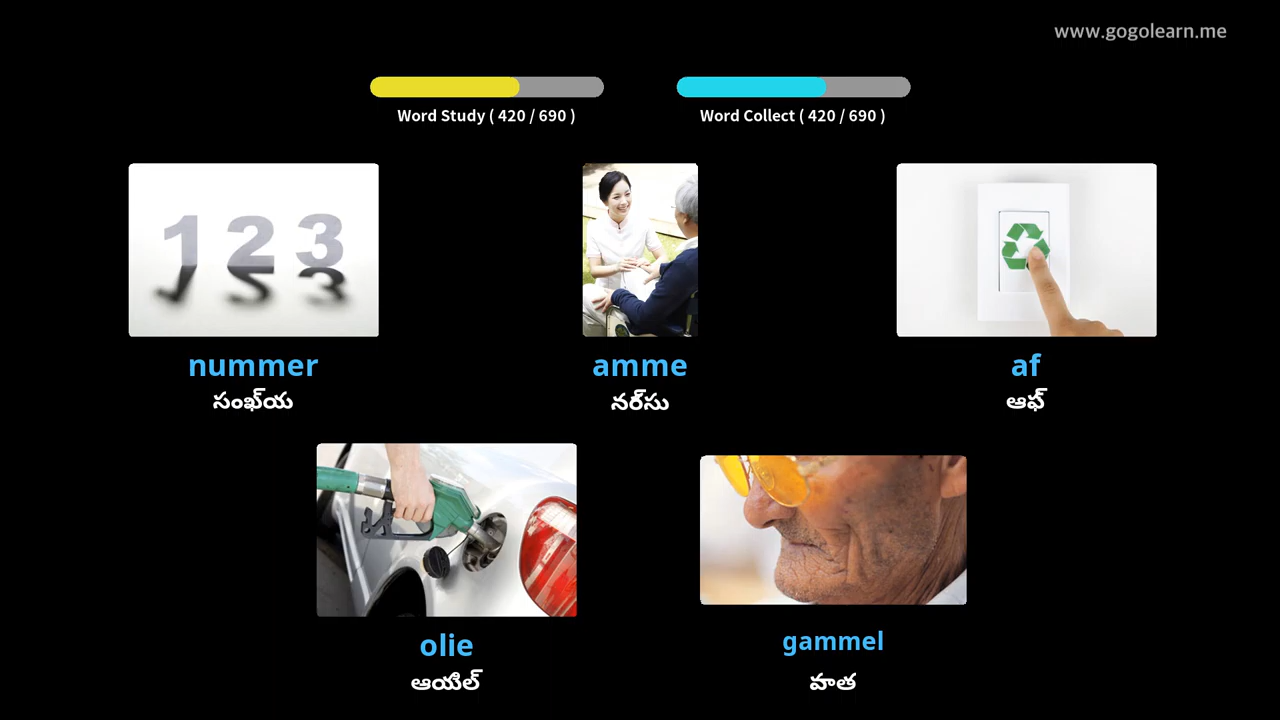 www.gogolearn.me
Word Study ( 420 / 690 )
Word Collect ( 420 / 690 )
nummer
సంఖ్య
amme
నర్సు
af
ఆఫ్
olie
ఆయిల్
gammel
పాత